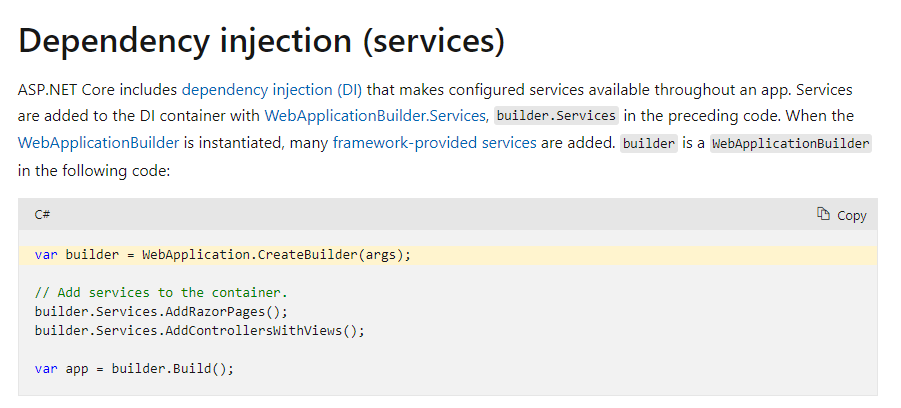 Dependency injection (services)
ASP.NET Core includes dependency injection (DI) that makes configured services available throughout an app. Services
are added to the DI container with WebApplicationBuilder.Services, builder.Services in the preceding code. When the
WebApplicationBuilder is instantiated, many framework-provided services are added. builder is a WebApplicationBuilder
in the following code:
C#
Copy
var builder = WebApplication.CreateBuilder(args);
// Add services to the container.
builder.Services.AddRazorPages();
builder.Services.AddControllersWithViews();
var app = builder.Build();